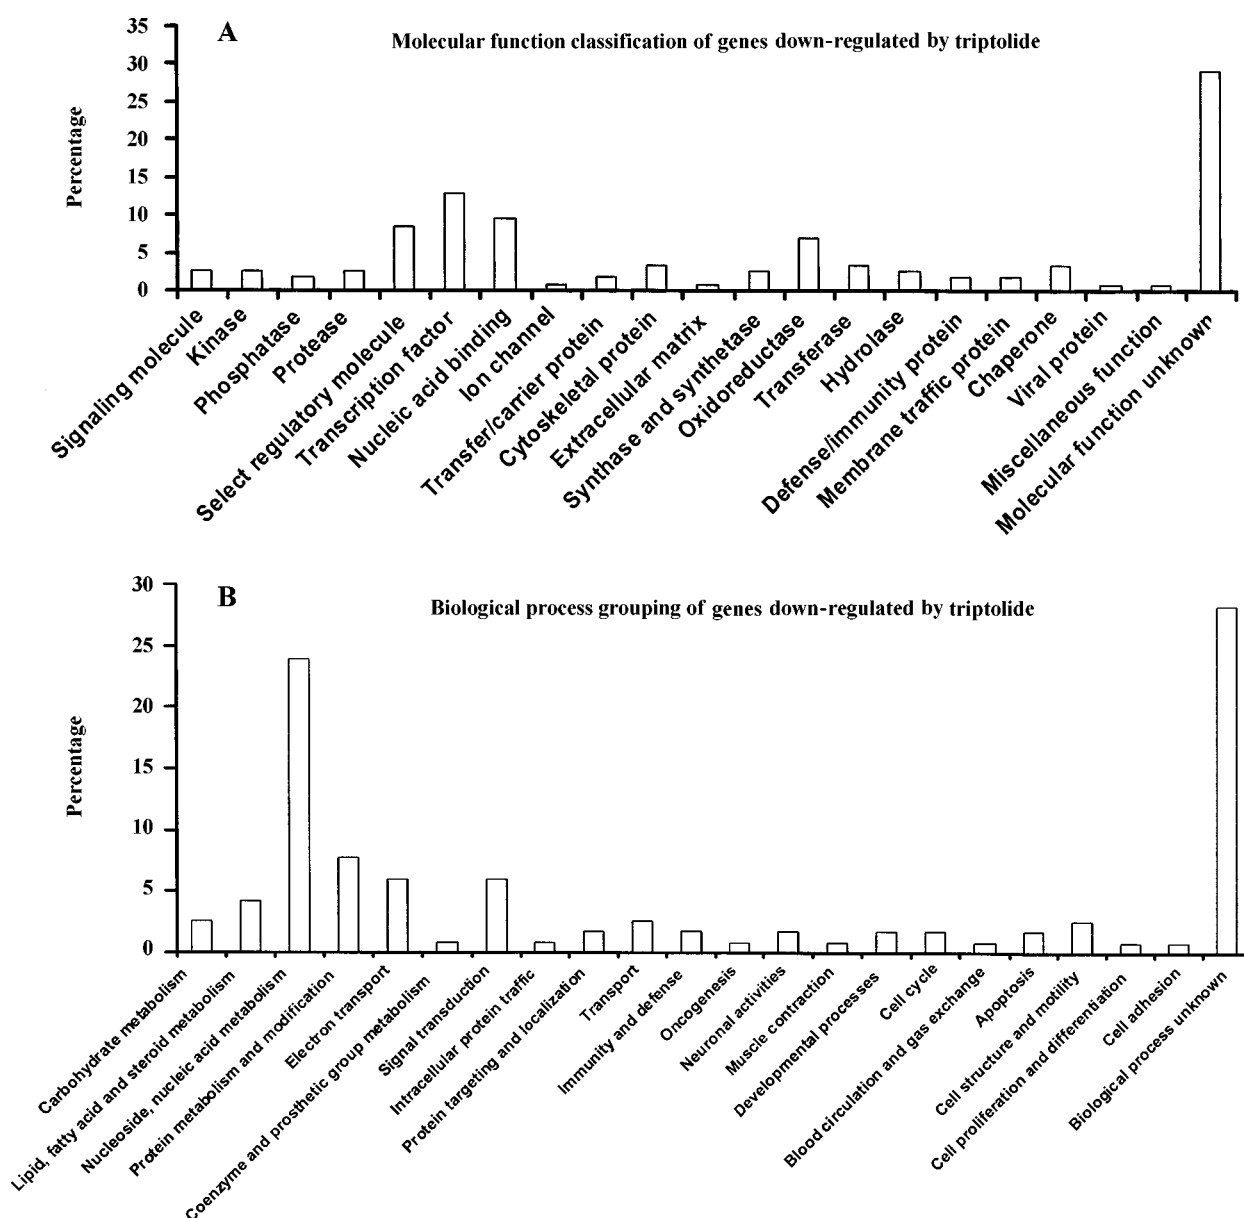 A
Molecular function classification of genes down-regulated by triptolide
Percentage
35
30
25
20
15
10
5
0
Signaling molecule
Kinase
Phosphatase
Protease
Select regulatory molecule
Transcription factor
Nucleic acid binding
Ion channel
Transfer/carrier protein
Cytoskeletal protein
Extracellular matrix
Synthase and synthetase
Oxidoreductase
Transferase
Hydrolase
Defense/immunity protein
Membrane traffic protein
Chaperone
Viral protein
Miscellaneous function
Molecular function unknown
B
Biological process grouping of genes down-regulated by triptolide
Percentage
30
25
20
15
10
5
0
Carbohydrate metabolism
Lipid, fatty acid and steroid metabolism
Nucleoside, nucleic acid metabolism
Protein metabolism and modification
Electron transport
Coenzyme and prosthetic group metabolism
Signal transduction
Intracellular protein traffic
Protein targeting and localization
Transport
Immunity and defense
Oncogenesis
Neuronal activities
Muscle contraction
Developmental processes
Cell cycle
Blood circulation and gas exchange
Apoptosis
Cell structure and motility
Cell proliferation and differentiation
Cell adhesion
Biological process unknown